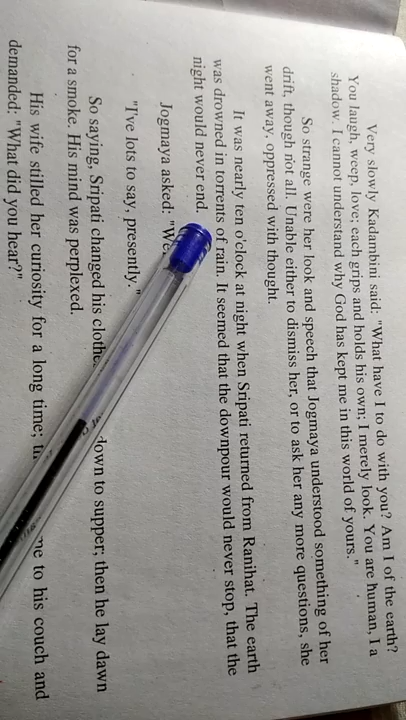 Very slowly Kadambini said: "What have I to do with you? Am I of the earth?
You laugh, weep, love; each grips and holds his own; I merely look. You are human, I a
shadow. I cannot understand why God has kept me in this world of yours."
So strange were her look and speech that Jogmaya understood something of her
drift, though not all. Unable either to dismiss her, or to ask her any more questions, she
went away, oppressed with thought.
It was nearly ten o'clock at night when Sripati returned from Ranihat. The earth
was drowned in torrents of rain. It seemed that the downpour would never stop, that the
night would never end.
Jogmaya asked: "We
"I've lots to say, presently."
So saying, Sripati changed his clothe down to supper; then he lay dawn
for a smoke. His mind was perplexed.
His wife stilled her curiosity for a long time; to his couch and
demanded: "What did you hear?"